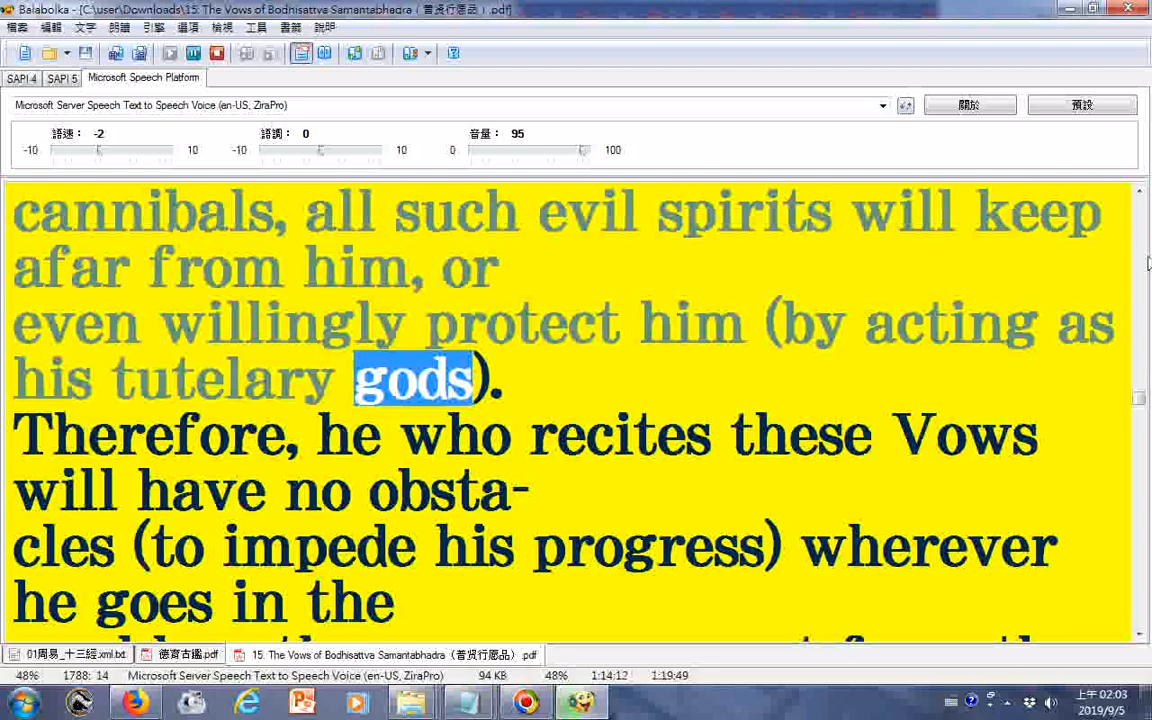 Balabolka - [C:\user\Downloads\15. The Vows of Bodhisattva Samantabhadra（普賢行愿品）.pdf]
檔案 編輯 文字 朗讀 引擎 選項 檢視 工具 書籤 說明
SAPI 4 SAPI 5 Microsoft Speech Platform
Microsoft Server Speech Text to Speech Voice (en-US, ZiraPro) 關於 預設
語速： -2 語調： 0 音量： 95
-10 10 -10 10 0 100
cannibals, all such evil spirits will keep
afar from him, or
even willingly protect him (by acting as
his tutelary gods).
Therefore, he who recites these Vows
will have no obsta-
cles (to impede his progress) wherever
he goes in the
01周易_十三經.xml.txt 德育古鑑.pdf 15. The Vows of Bodhisattva Samantabhadra（普賢行愿品）.pdf
48% 1788: 14 Microsoft Server Speech Text to Speech Voice (en-US, ZiraPro) 94 KB 48% 1:14:12 1:19:49
上午 02:03
2019/9/5